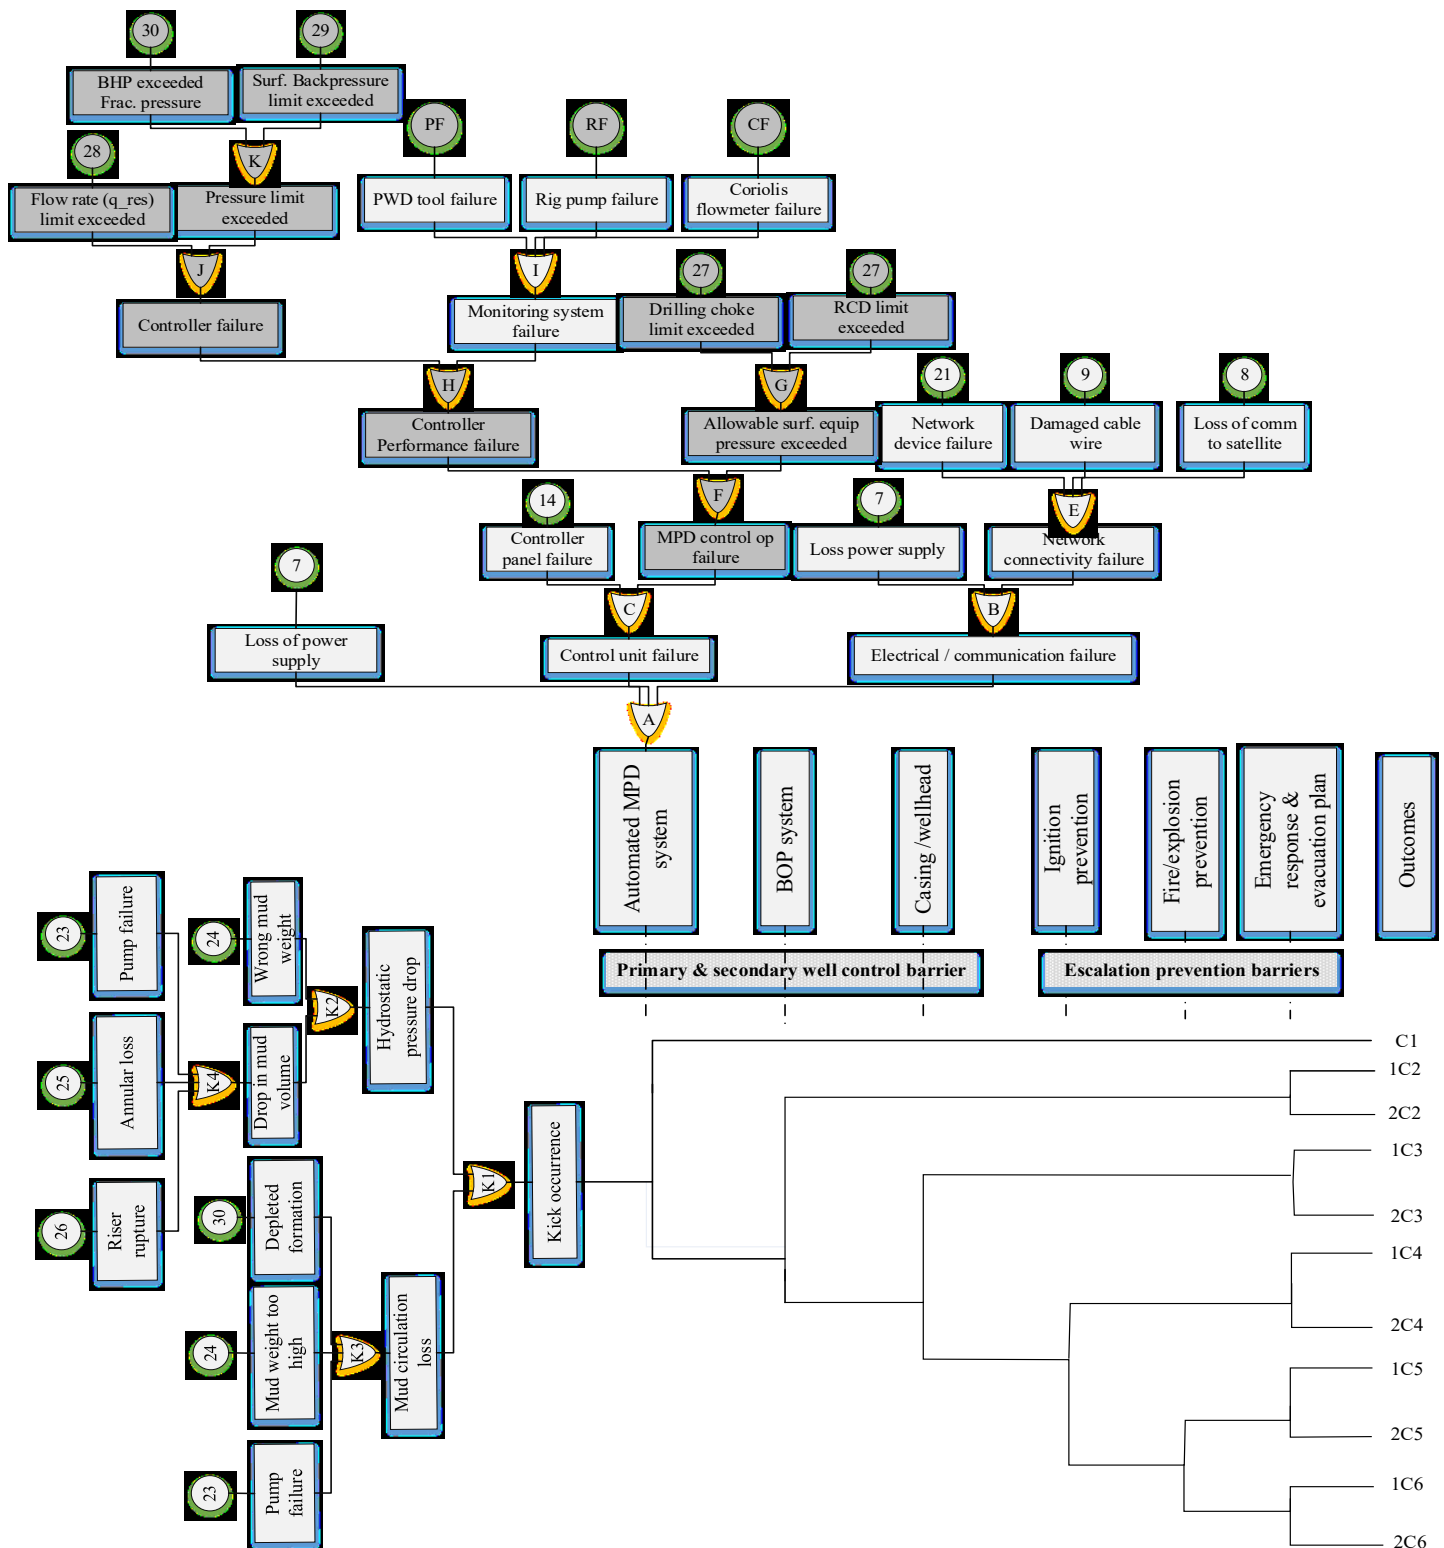 30
29
BHP exceeded
Frac. pressure
Surf. Backpressure
limit exceeded
28
K
PF
RF
CF
Flow rate (q_res)
limit exceeded
Pressure limit
exceeded
PWD tool failure
Rig pump failure
Coriolis
flowmeter failure
J
I
27
27
Controller failure
Monitoring system
failure
Drilling choke
limit exceeded
RCD limit
exceeded
H
G
21
9
8
Controller
Performance failure
Allowable surf. equip
pressure exceeded
Network
device failure
Damaged cable
wire
Loss of comm
to satellite
14
F
7
E
Controller
panel failure
MPD control op
failure
Loss power supply
Network
connectivity failure
7
C
B
Loss of power
supply
Control unit failure
Electrical / communication failure
A
Automated MPD
system
BOP system
Casing /wellhead
Ignition
prevention
Fire/explosion
prevention
Emergency
response &
evacuation plan
Outcomes
Primary & secondary well control barrier
Escalation prevention barriers
23
Pump failure
24
Wrong mud
weight
K2
Hydrostatic
pressure drop
25
Annular loss
K4
Drop in mud
volume
26
Riser
rupture
30
Depleted
formation
K1
Kick occurrence
24
Mud weight too
high
K3
Mud circulation
loss
23
Pump
failure
C1
1C2
2C2
1C3
2C3
1C4
2C4
1C5
2C5
1C6
2C6